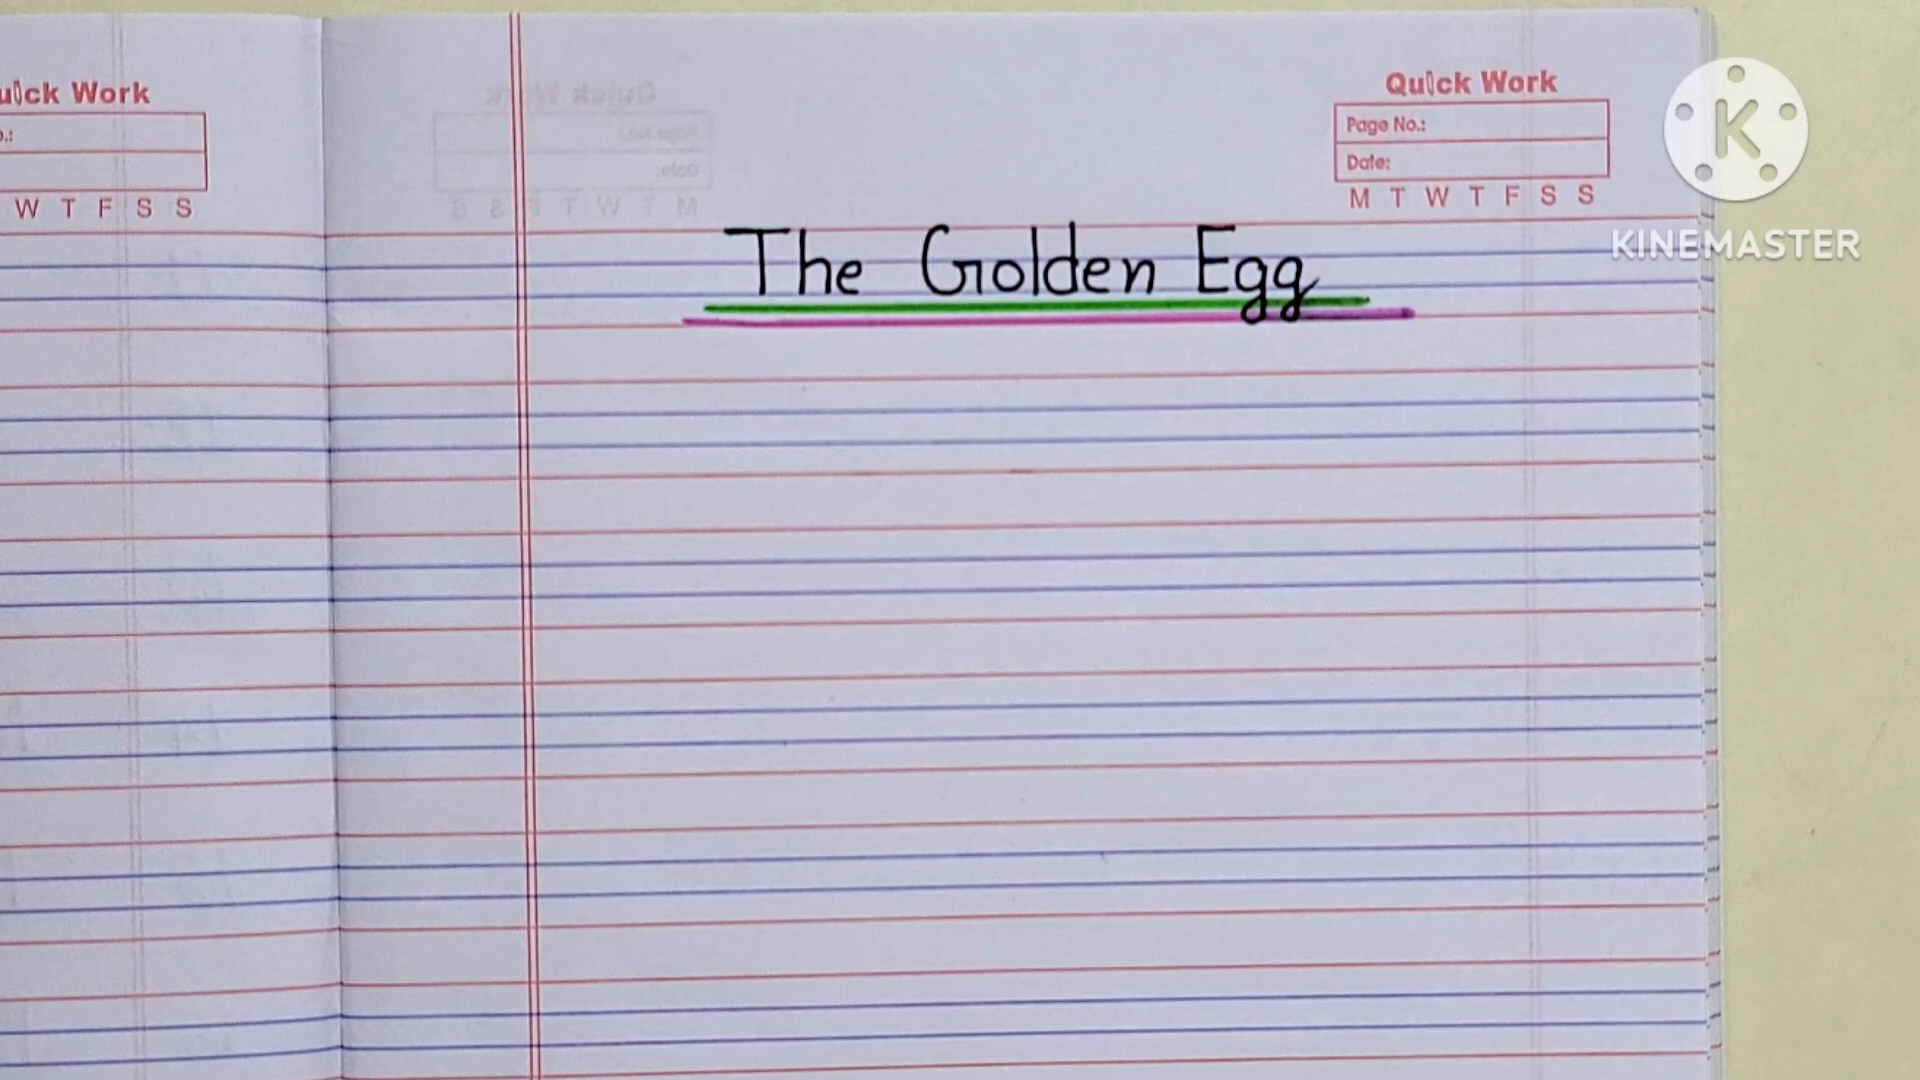 uick Work
Quick Work
o.:
Page No.:
Date:
W T F S S
M T W T F S S
KINEMASTER
The Golden Egg